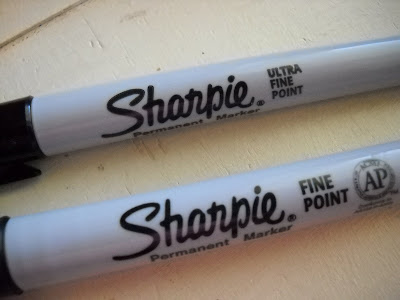 Sharpie®
Permanent Marker
ULTRA
FINE
POINT
Sharpie®
Permanent Marker
FINE
POINT
AP